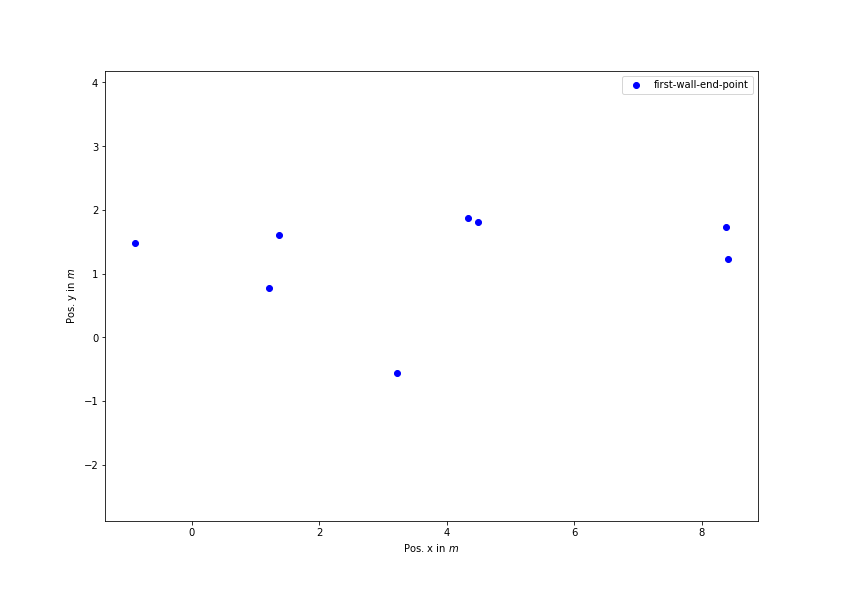 first-wall-end-point
4
3
2
1
0
−1
−2
Pos. y in m
0 2 4 6 8
Pos. x in m